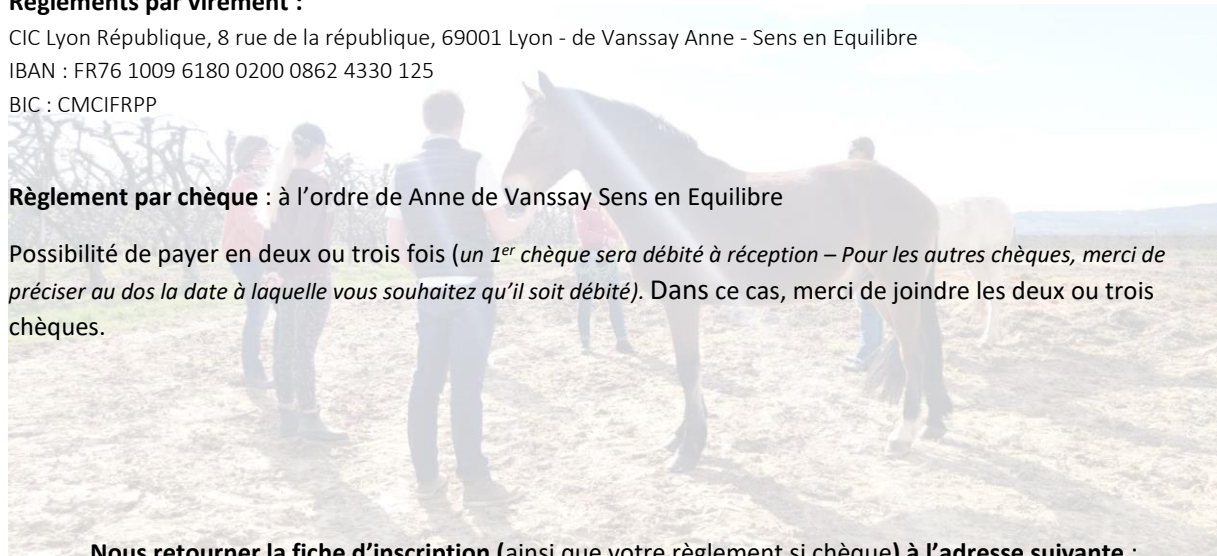 Règlements par virement :
CIC Lyon République, 8 rue de la république, 69001 Lyon - de Vanssay Anne - Sens en Equilibre
IBAN : FR76 1009 6180 0200 0862 4330 125
BIC : CMCIFRPP
Règlement par chèque : à l’ordre de Anne de Vanssay Sens en Equilibre
Possibilité de payer en deux ou trois fois (un 1er chèque sera débité à réception – Pour les autres chèques, merci de
préciser au dos la date à laquelle vous souhaitez qu’il soit débité). Dans ce cas, merci de joindre les deux ou trois
chèques.
Nous retourner la fiche d’inscription (ainsi que votre règlement si chèque) à l’adresse suivante :